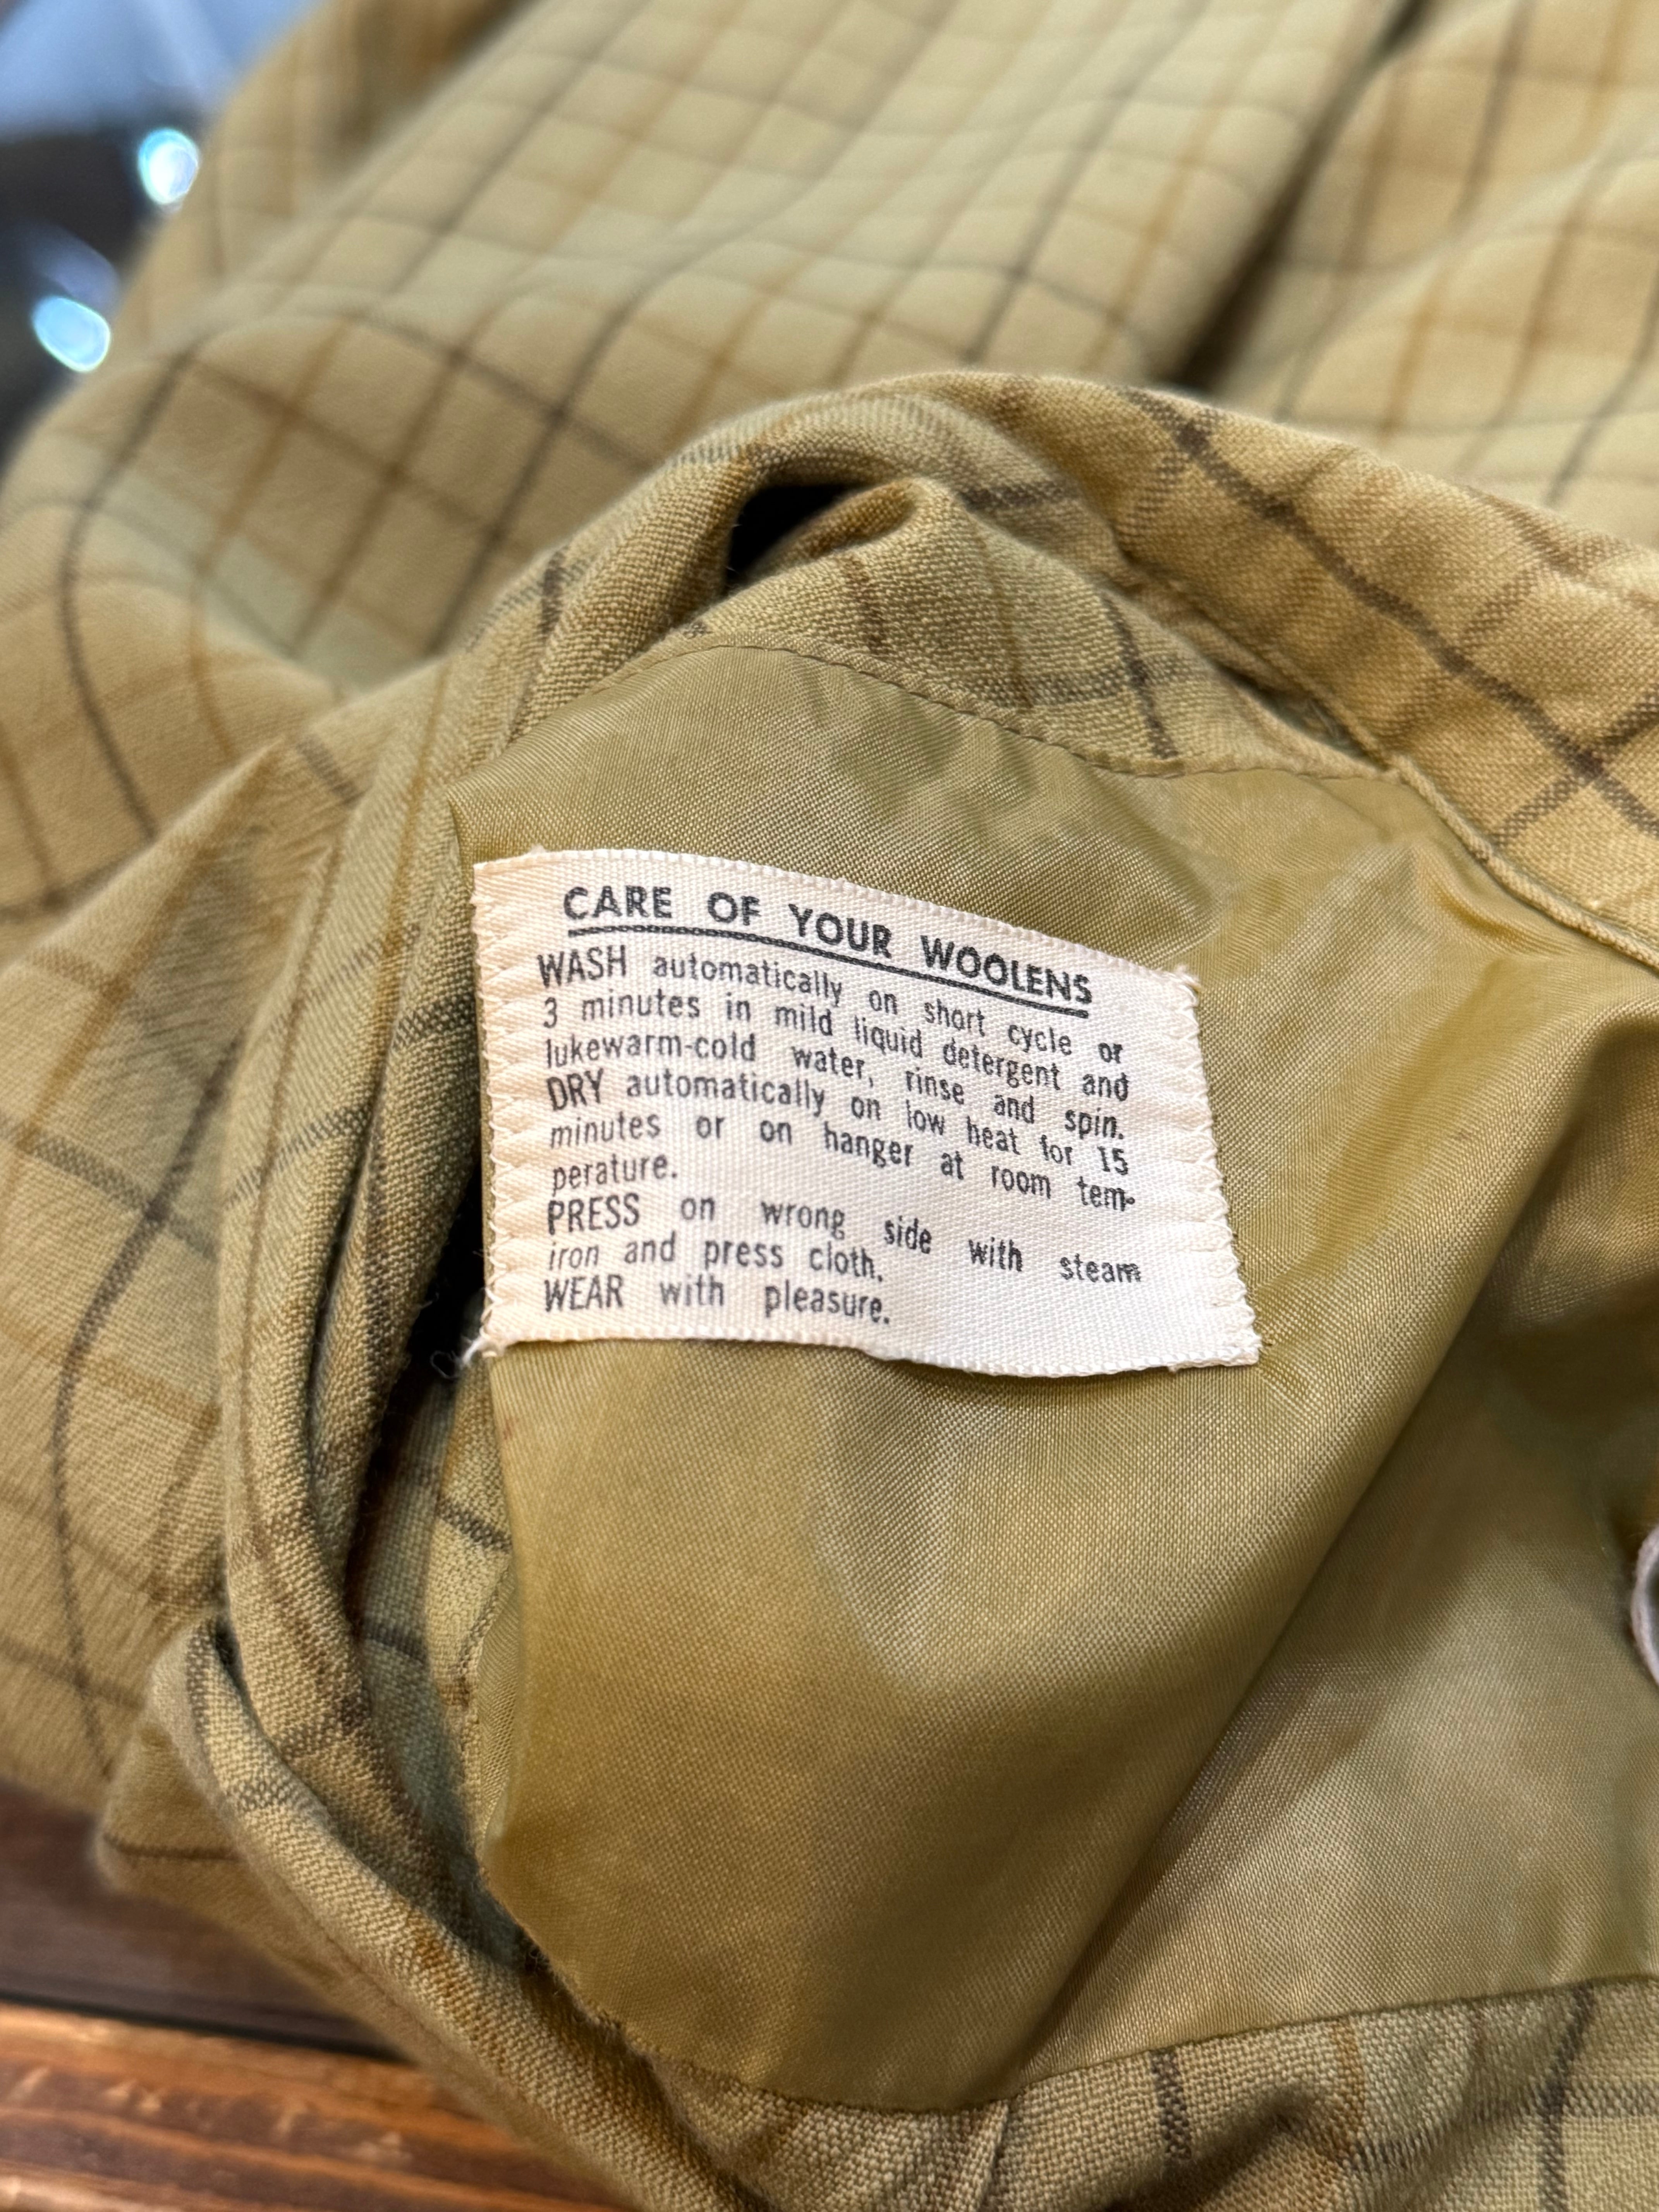 CARE OF YOUR WOOLENS
WASH automatically on short cycle or
3 minutes in mild liquid detergent and
lukewarm-cold water, rinse and spin.
DRY automatically on low heat for 15
minutes or on hanger at room tem-
perature.
PRESS on wrong side with steam
iron and press cloth.
WEAR with pleasure.